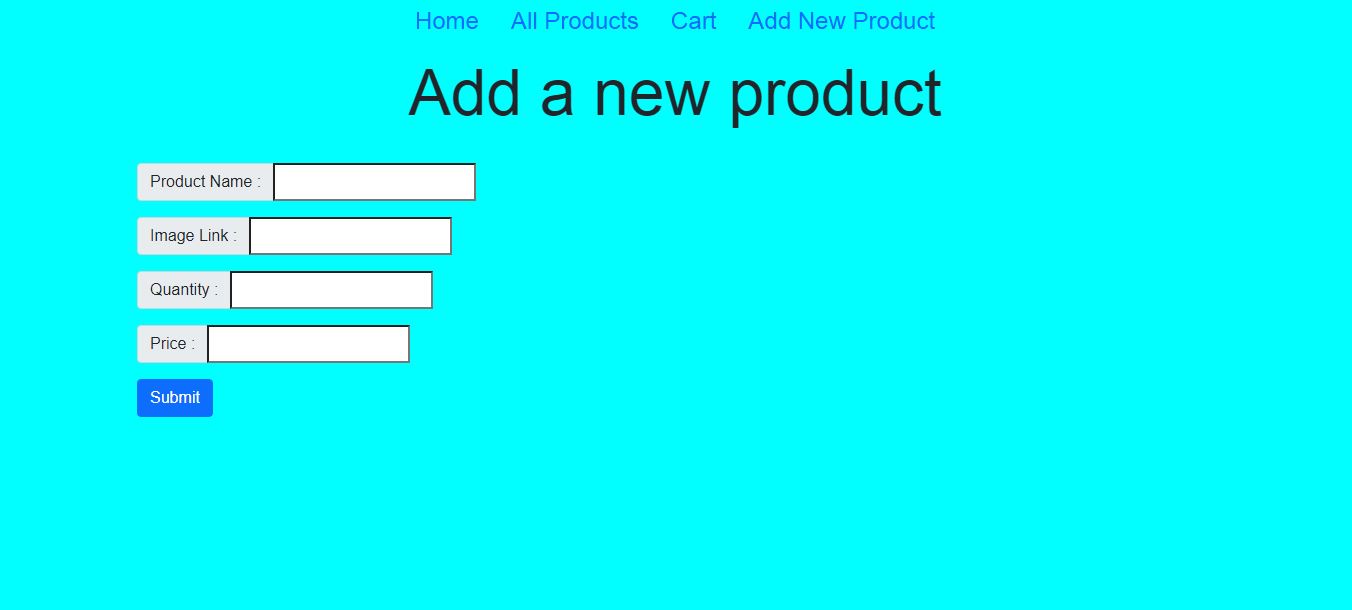 Home All Products Cart Add New Product
Add a new product
Product Name :
Image Link :
Quantity :
Price :
Submit